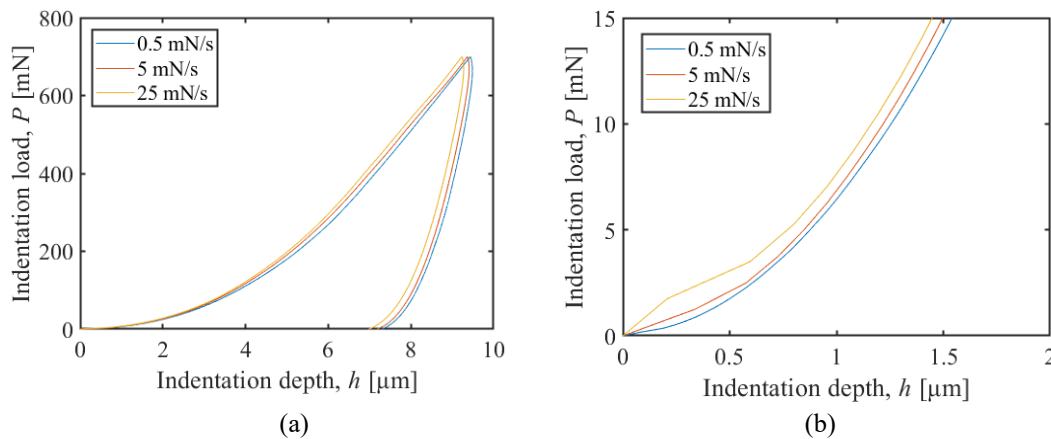 800
600
400
200
0
Indentation load, P [mN]
0.5 mN/s
5 mN/s
25 mN/s
0 2 4 6 8 10
Indentation depth, h [μm]
(a)
15
10
5
0
Indentation load, P [mN]
0.5 mN/s
5 mN/s
25 mN/s
0 0.5 1 1.5 2
Indentation depth, h [μm]
(b)